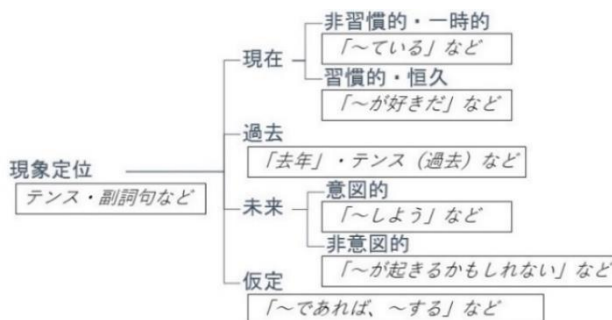 非習慣的・一時的
「～ている」など
現在
習慣的・恒久
「～が好きだ」など
過去
「去年」・テンス（過去）など
現象定位
テンス・副詞句など
意図的
「～しよう」など
未来
非意図的
「～が起きるかもしれない」など
仮定
「～であれば、～する」など